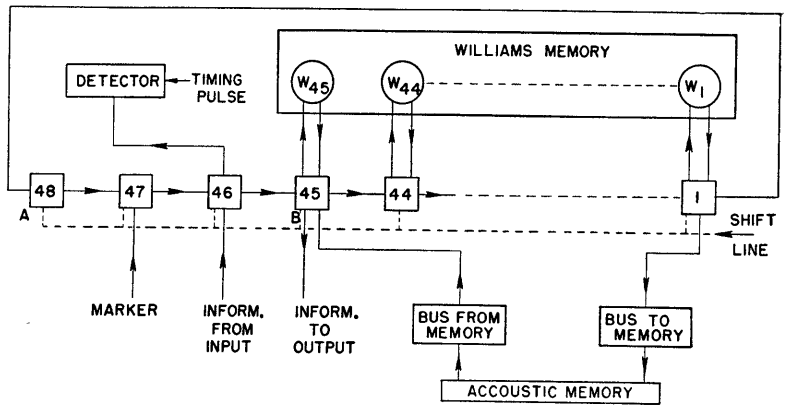 WILLIAMS MEMORY
DETECTOR
TIMING
PULSE
W45
W44
W1
48
47
46
45
44
1
A
B
SHIFT
LINE
MARKER
INFORM.
FROM
INPUT
INFORM.
TO
OUTPUT
BUS FROM
MEMORY
BUS TO
MEMORY
ACCOUSTIC MEMORY